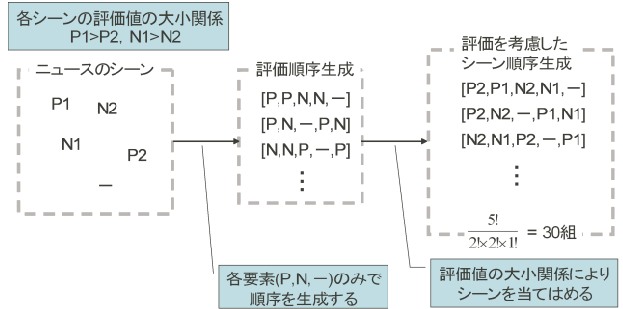 各シーンの評価値の大小関係
P1>P2, N1>N2
ニュースのシーン
P1
N2
N1
P2
ー
評価順序生成
[P,P,N,N,ー]
[P,N,ー,P,N]
[N,N,P,ー,P]
⋮
評価を考慮した
シーン順序生成
[P2,P1,N2,N1,ー]
[P2,N2,ー,P1,N1]
[N2,N1,P2,ー,P1]
⋮
5!
2!×2!×1!
= 30組
各要素(P,N,ー)のみで
順序を生成する
評価値の大小関係により
シーンを当てはめる